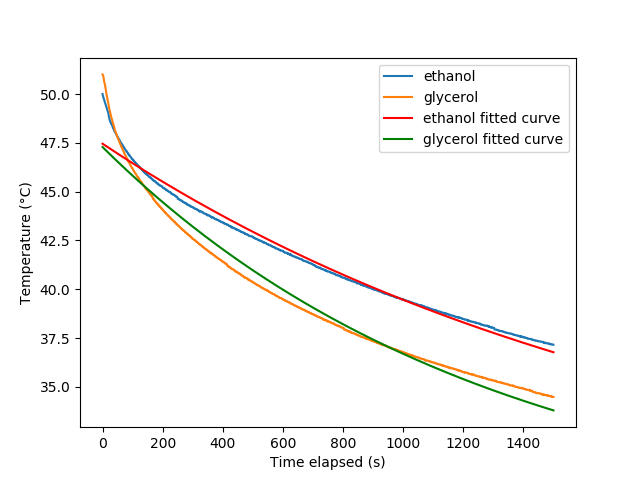 ethanol
glycerol
ethanol fitted curve
glycerol fitted curve
50.0
47.5
45.0
42.5
40.0
37.5
35.0
Temperature (°C)
0 200 400 600 800 1000 1200 1400
Time elapsed (s)